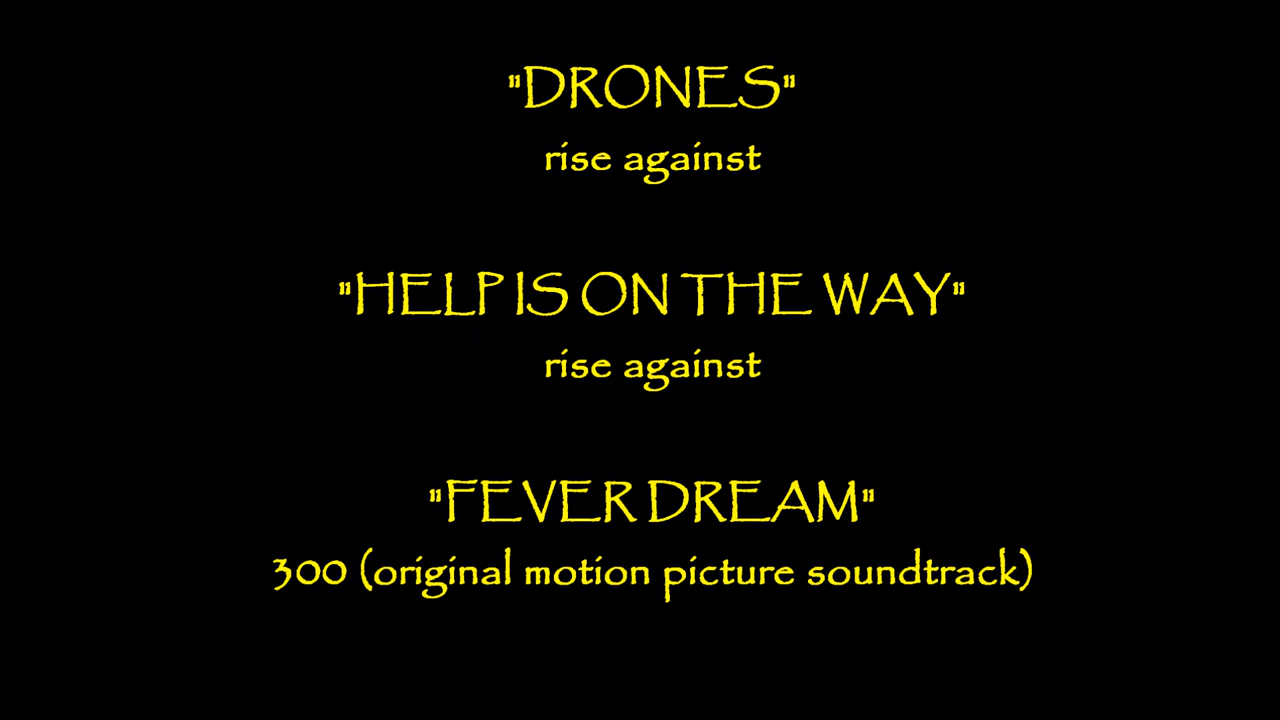 "DRONES"
rise against
"HELP IS ON THE WAY"
rise against
"FEVER DREAM"
300 (original motion picture soundtrack)